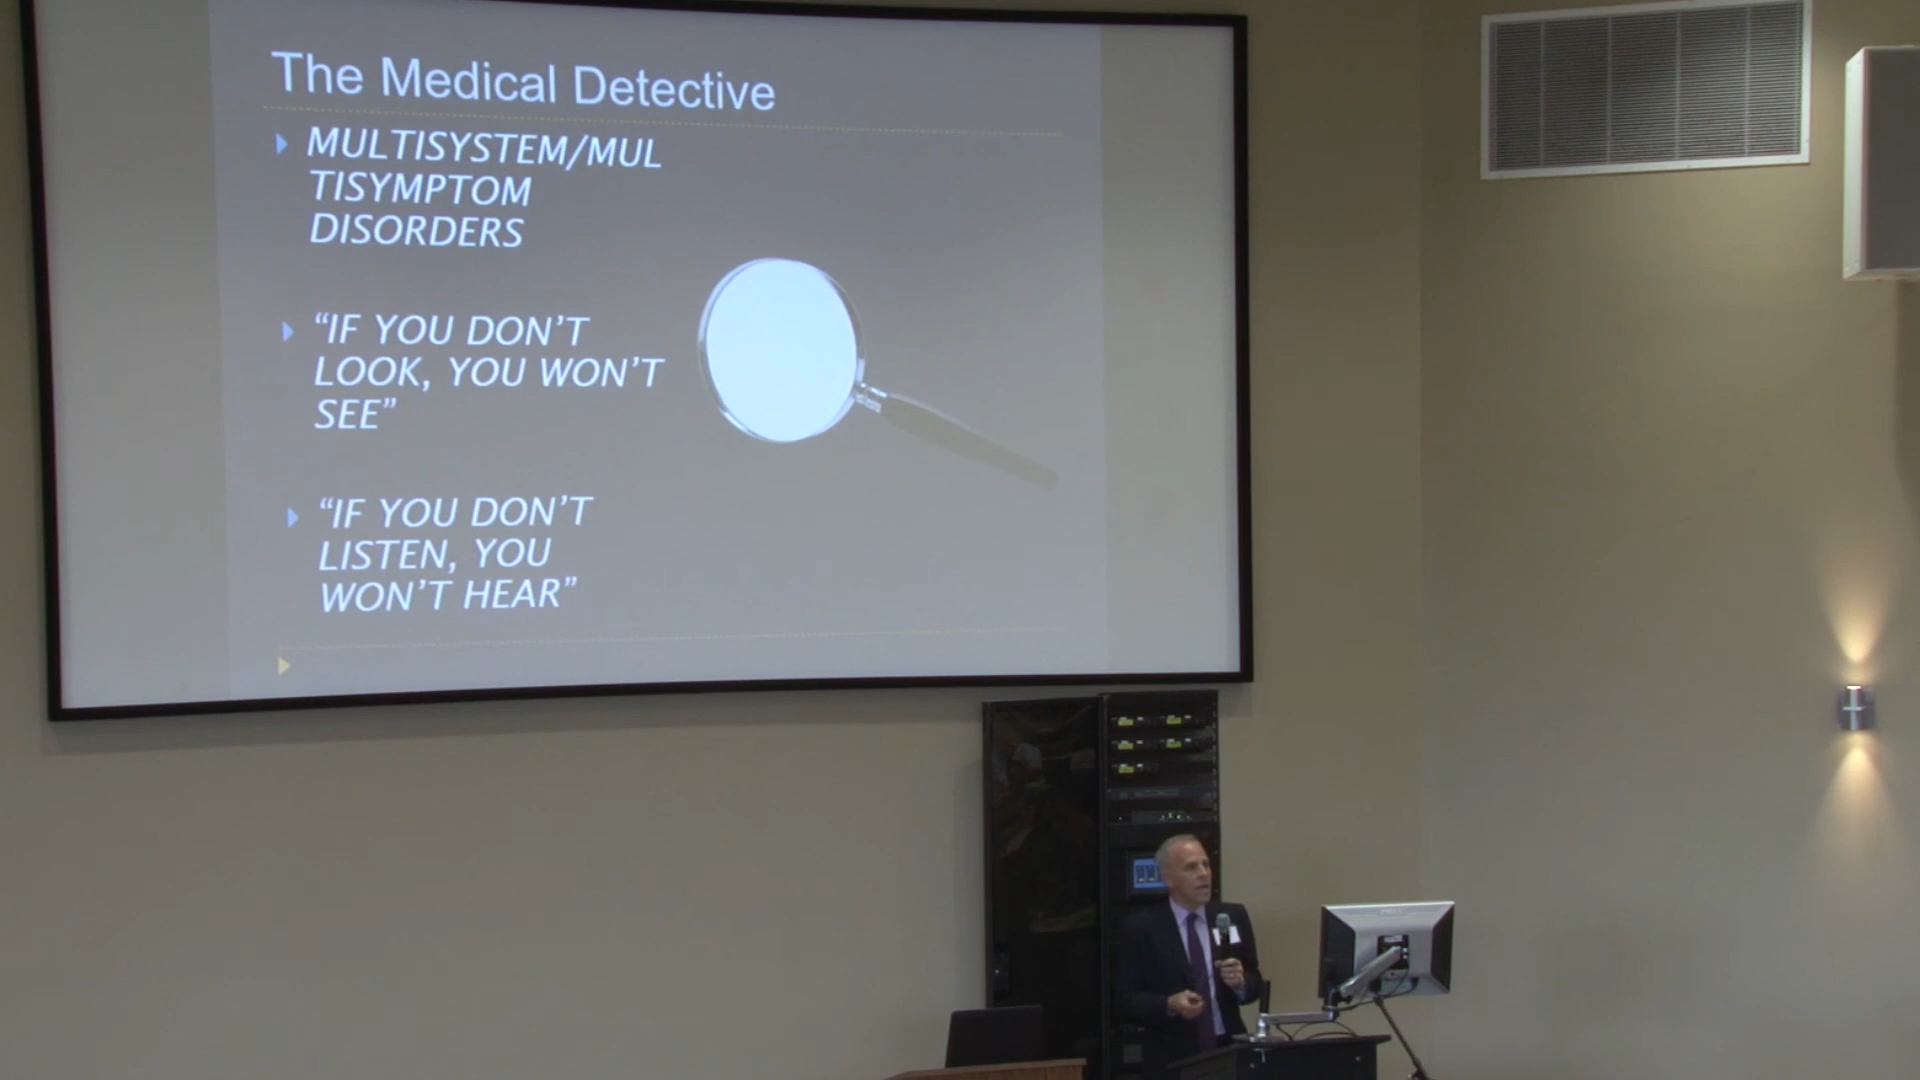 The Medical Detective
MULTISYSTEM/MUL
TISYMPTOM
DISORDERS
“IF YOU DON’T
LOOK, YOU WON’T
SEE”
“IF YOU DON’T
LISTEN, YOU
WON’T HEAR”